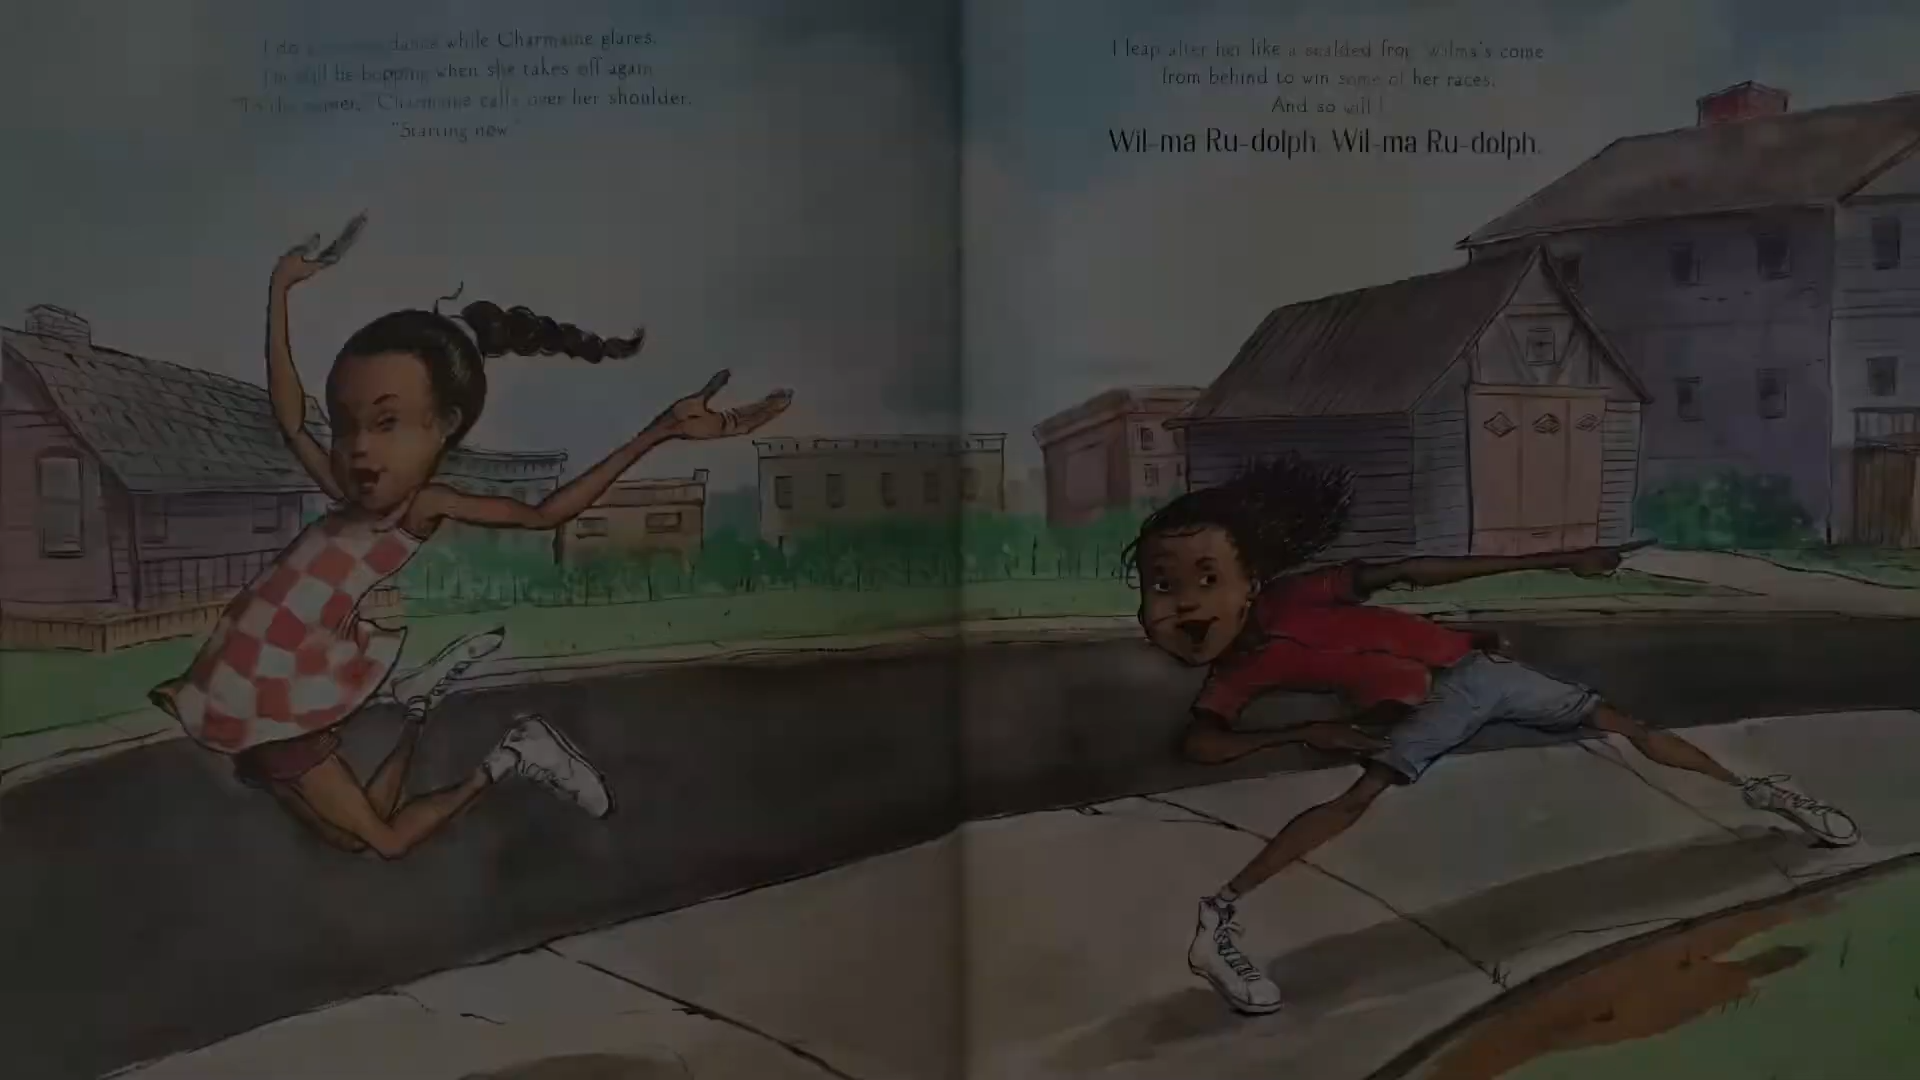 I do dance while Charmaine glares.
I'm still be-bopping when she takes off again.
"To the corner," Charmaine calls over her shoulder.
"Starting now."
I leap after her like a scalded frog. Wilma's come
from behind to win some of her races.
And so will I.
Wil-ma Ru-dolph. Wil-ma Ru-dolph.